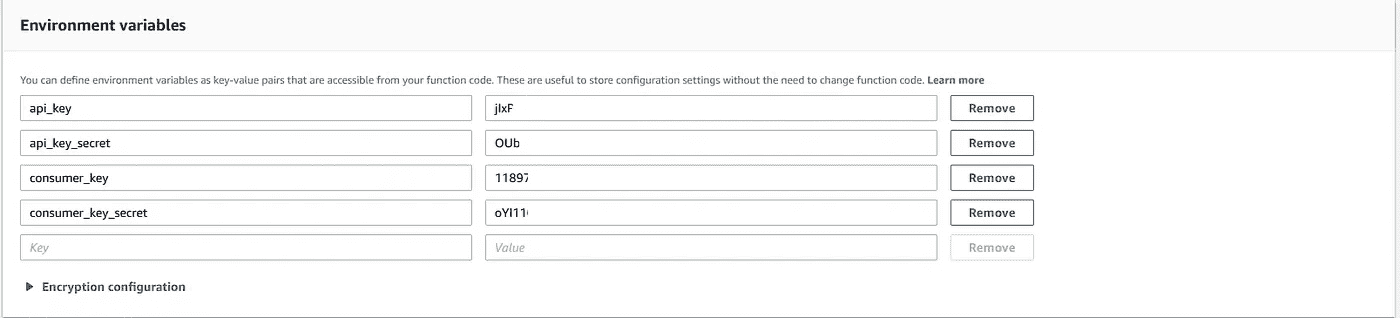 Environment variables
You can define environment variables as key-value pairs that are accessible from your function code. These are useful to store configuration settings without the need to change function code. Learn more
api_key jIxF Remove
api_key_secret OUb Remove
consumer_key 11897 Remove
consumer_key_secret oYI11 Remove
Key Value Remove
Encryption configuration